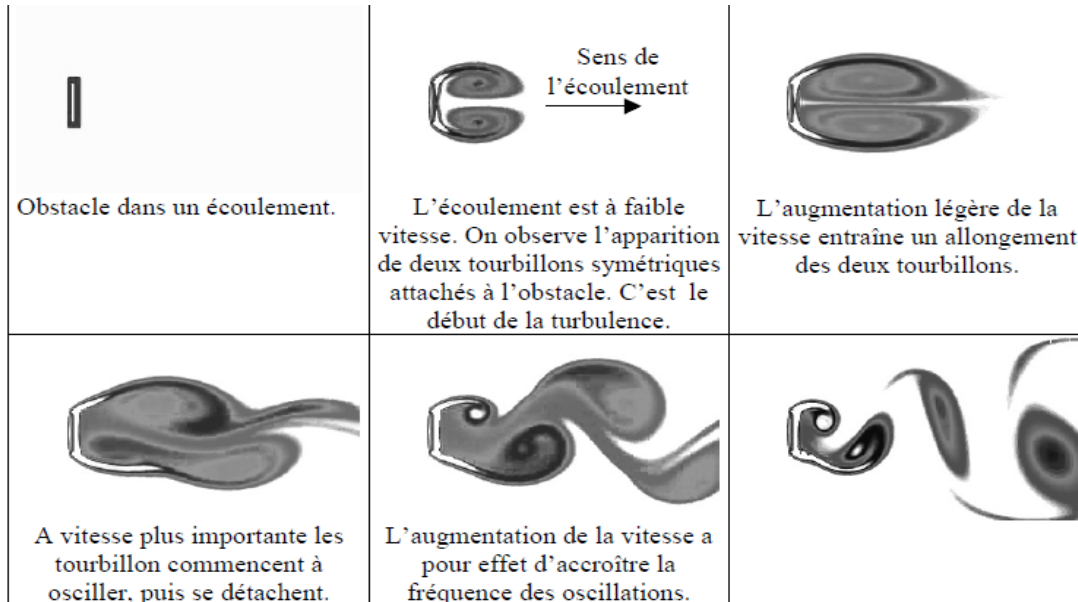 Sens de
l'écoulement
Obstacle dans un écoulement.
L'écoulement est à faible
vitesse. On observe l'apparition
de deux tourbillons symétriques
attachés à l'obstacle. C'est le
début de la turbulence.
L'augmentation légère de la
vitesse entraîne un allongement
des deux tourbillons.
A vitesse plus importante les
tourbillon commencent à
osciller, puis se détachent.
L'augmentation de la vitesse a
pour effet d'accroître la
fréquence des oscillations.